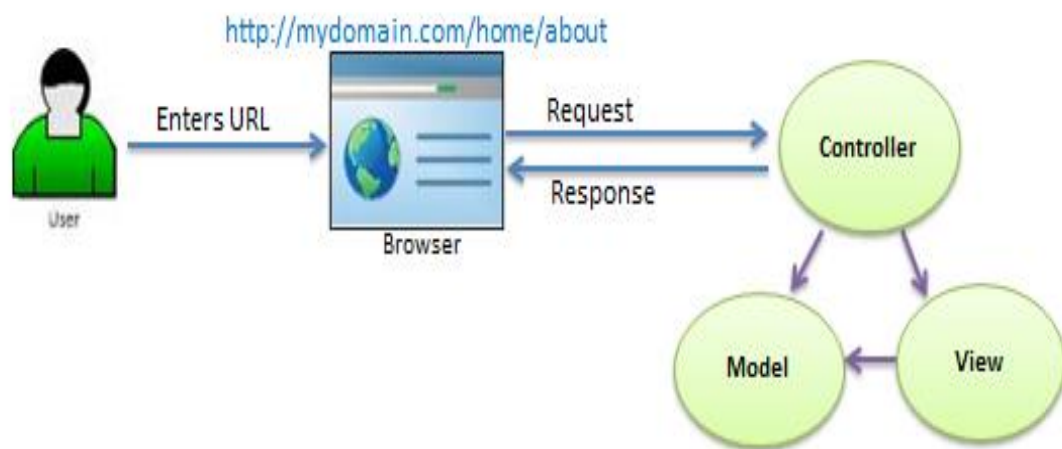 http://mydomain.com/home/about
Enters URL
Request
Controller
Response
User
Browser
Model
View